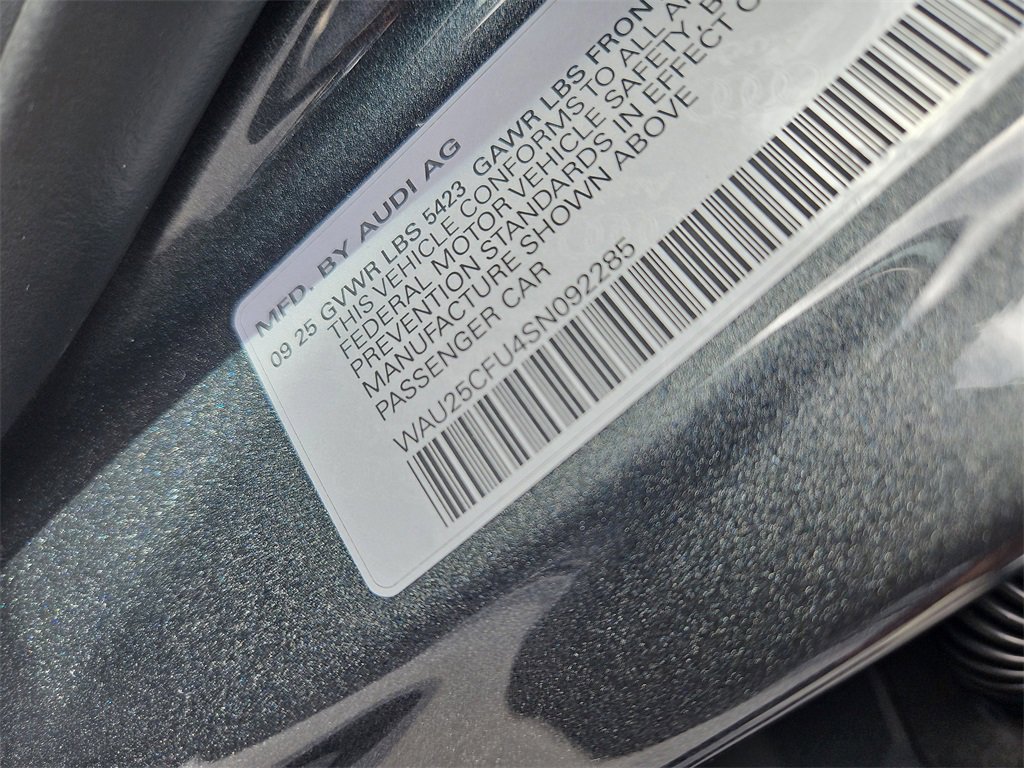 MFD. BY AUDI AG
09 25 GVWR LBS 5423 GAWR LBS FRON
THIS VEHICLE CONFORMS TO ALL
FEDERAL MOTOR VEHICLE SAFETY, B
PREVENTION STANDARDS IN EFFECT O
MANUFACTURE SHOWN ABOVE
PASSENGER CAR
WAU25CFU4SN092285